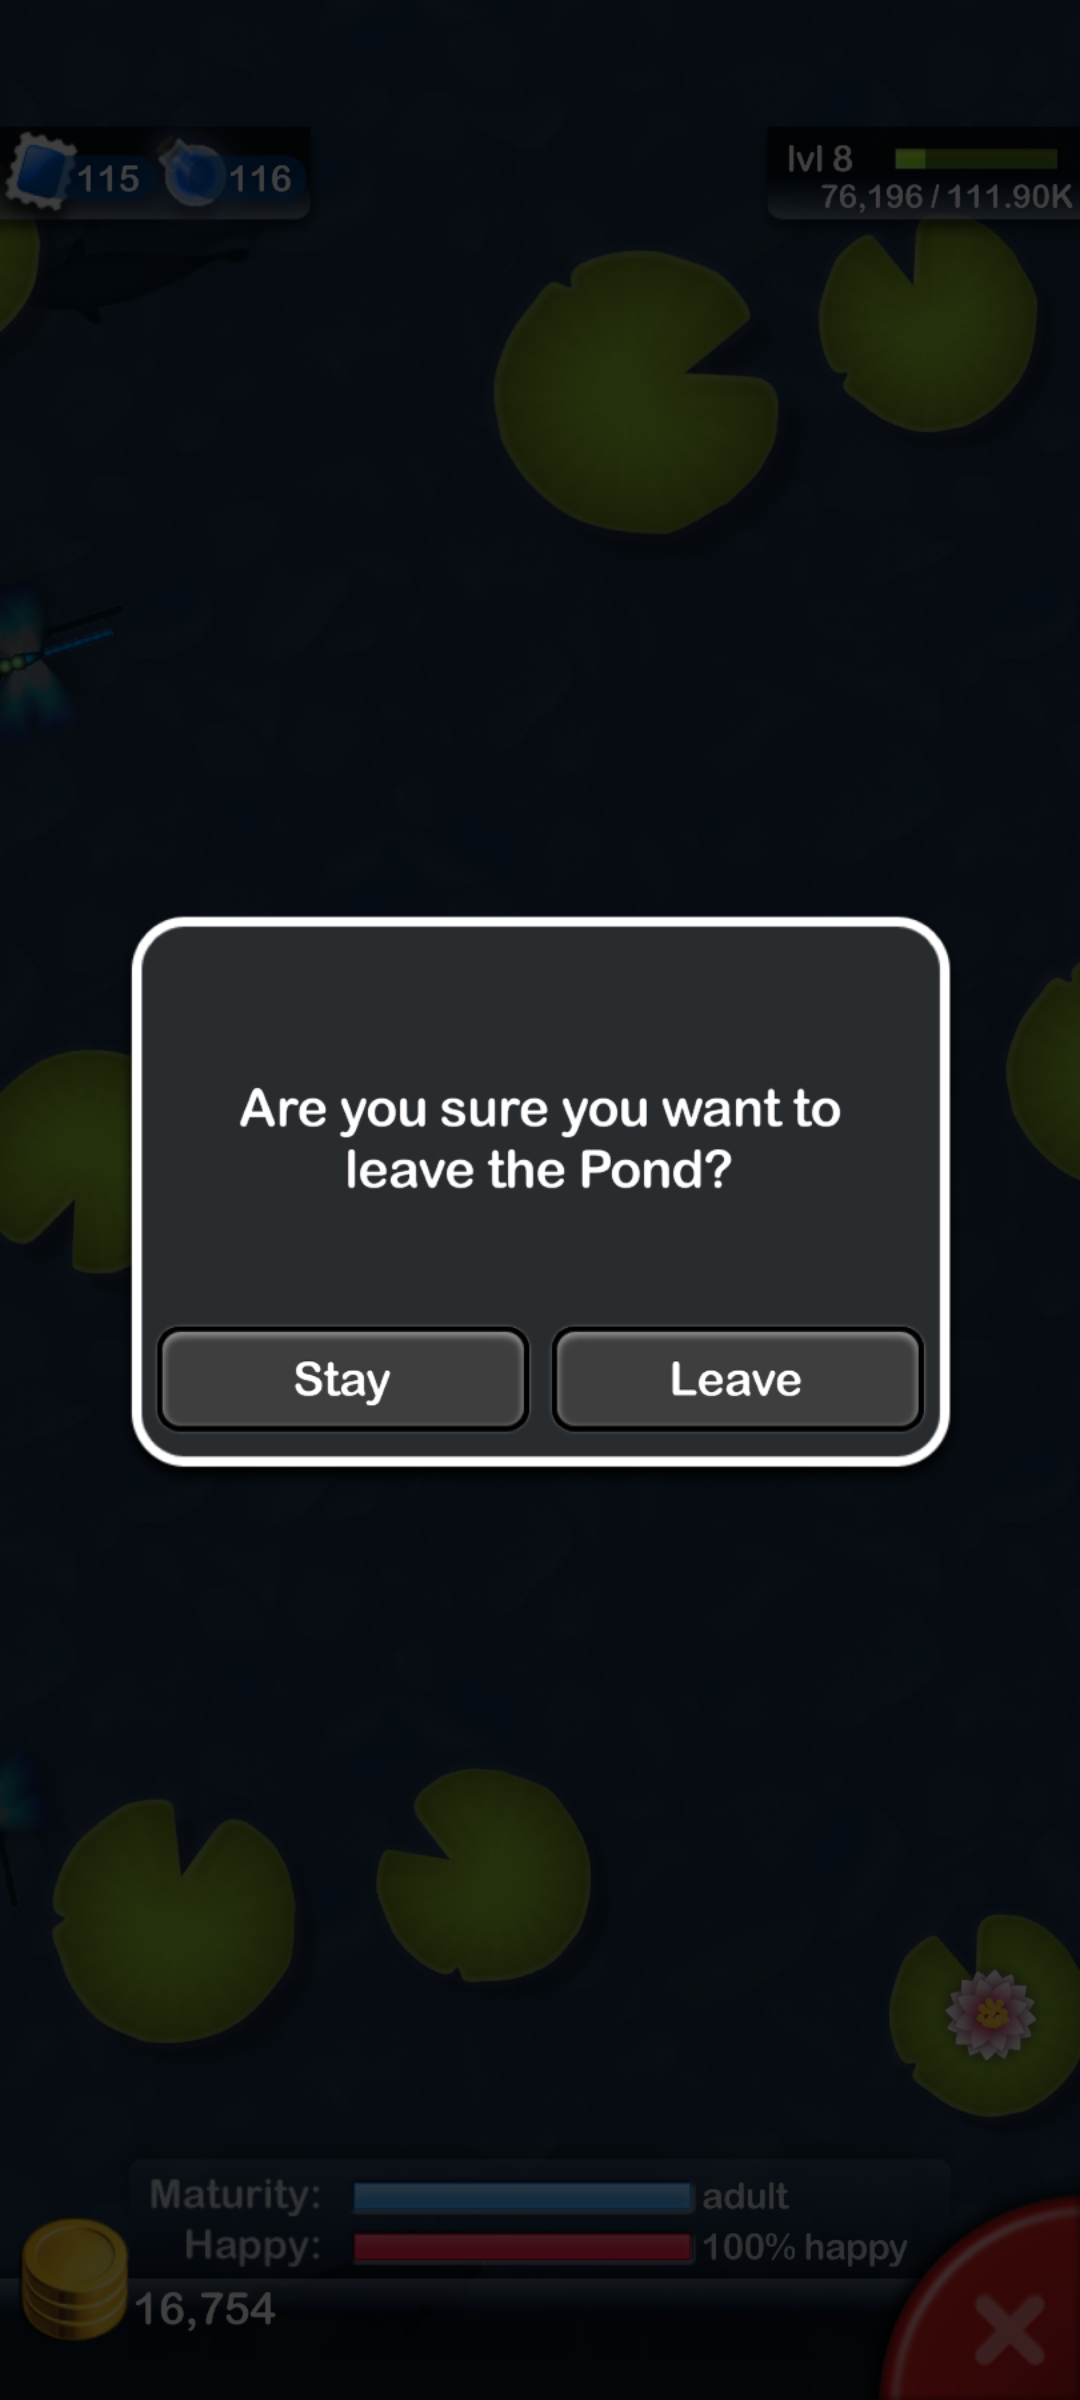 115 116
lvl 8
76,196 / 111.90K
Are you sure you want to
leave the Pond?
Stay Leave
Maturity: adult
Happy: 100% happy
16,754